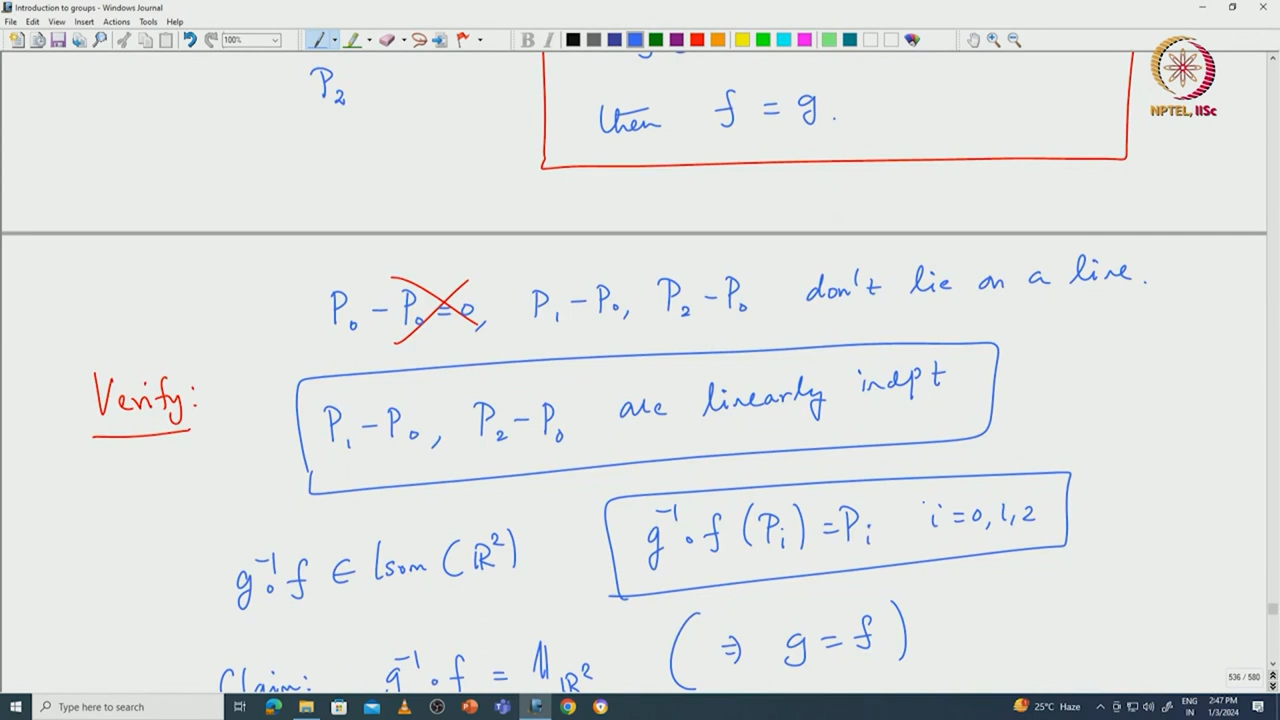 Introduction to groups - Windows Journal
File Edit View Insert Actions Tools Help
100%
B I
NPTEL, IISc
P₂
then f = g.
P₀ - P₀ = 0, P₁ - P₀, P₂ - P₀ don't lie on a line.
Verify:
P₁ - P₀, P₂ - P₀ are linearly indpt
g⁻¹∘f ∈ Isom (ℝ²)
g⁻¹∘f (Pᵢ) = Pᵢ i = 0, 1, 2
Claim: g⁻¹∘f = 𝟙_ℝ² (⇒ g = f)
536 / 580
Type here to search
25°C Haze
ENG
IN
2:47 PM
1/3/2024